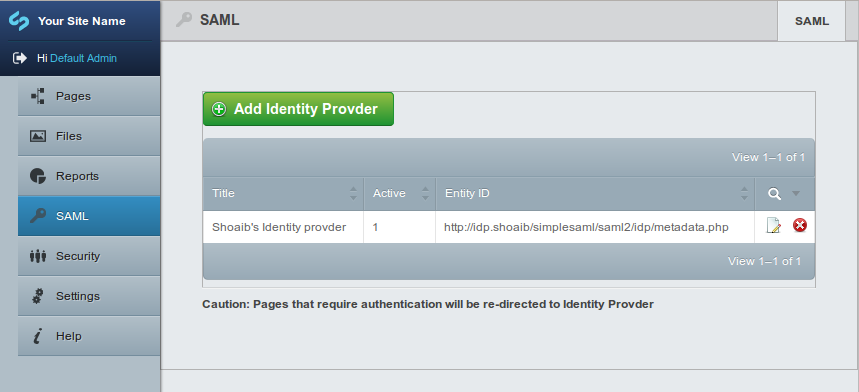 Your Site Name
Hi Default Admin
Pages
Files
Reports
SAML
Security
Settings
Help
SAML
SAML
Add Identity Provder
View 1–1 of 1
Title Active Entity ID
Shoaib's Identity provder 1 http://idp.shoaib/simplesaml/saml2/idp/metadata.php
View 1–1 of 1
Caution: Pages that require authentication will be re-directed to Identity Provder